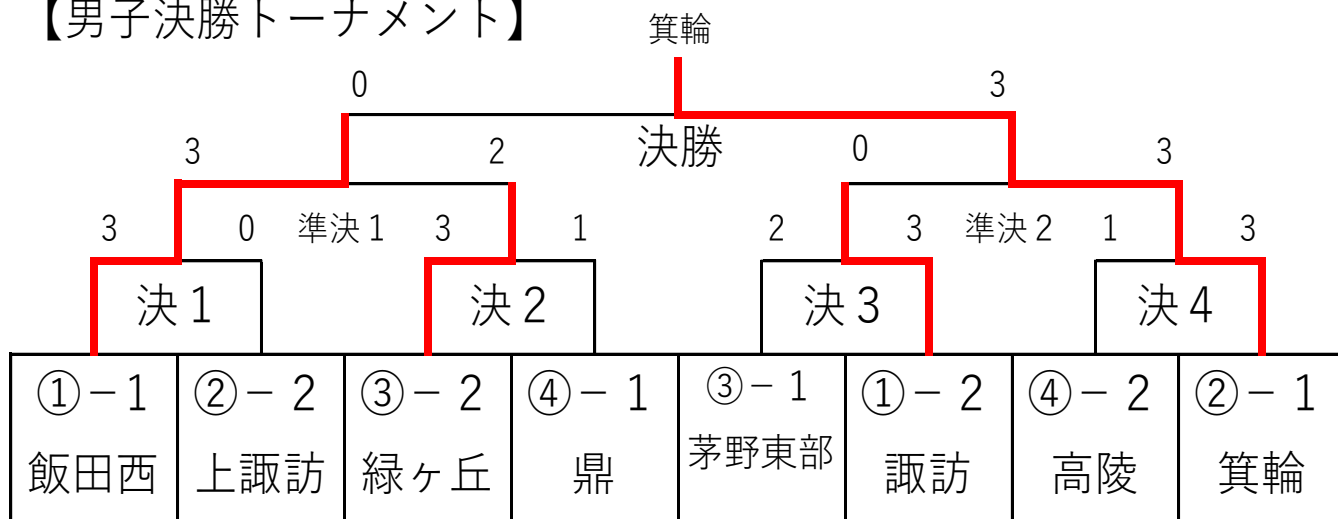 【男子決勝トーナメント】
箕輪
0 3
3 2 決勝 0 3
3 0 準決1 3 1 2 3 準決2 1 3
決1 決2 決3 決4
①－1 ②－2 ③－2 ④－1 ③－1 ①－2 ④－2 ②－1
飯田西 上諏訪 緑ヶ丘 鼎 茅野東部 諏訪 高陵 箕輪